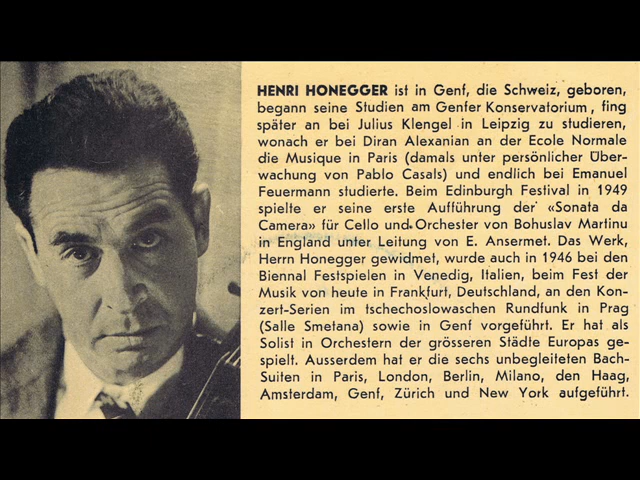 HENRI HONEGGER ist in Genf, die Schweiz, geboren,
begann seine Studien am Genfer Konservatorium, fing
später an bei Julius Klengel in Leipzig zu studieren,
wonach er bei Diran Alexanian an der Ecole Normale
die Musique in Paris (damals unter persönlicher Über-
wachung von Pablo Casals) und endlich bei Emanuel
Feuermann studierte. Beim Edinburgh Festival in 1949
spielte er seine erste Aufführung der «Sonata da
Camera» für Cello und Orchester von Bohuslav Martinu
in England unter Leitung von E. Ansermet. Das Werk,
Herrn Honegger gewidmet, wurde auch in 1946 bei den
Biennal Festspielen in Venedig, Italien, beim Fest der
Musik von heute in Frankfurt, Deutschland, an den Kon-
zert-Serien im tschechoslowaschen Rundfunk in Prag
(Salle Smetana) sowie in Genf vorgeführt. Er hat als
Solist in Orchestern der grösseren Städte Europas ge-
spielt. Ausserdem hat er die sechs unbegleiteten Bach-
Suiten in Paris, London, Berlin, Milano, den Haag,
Amsterdam, Genf, Zürich und New York aufgeführt.